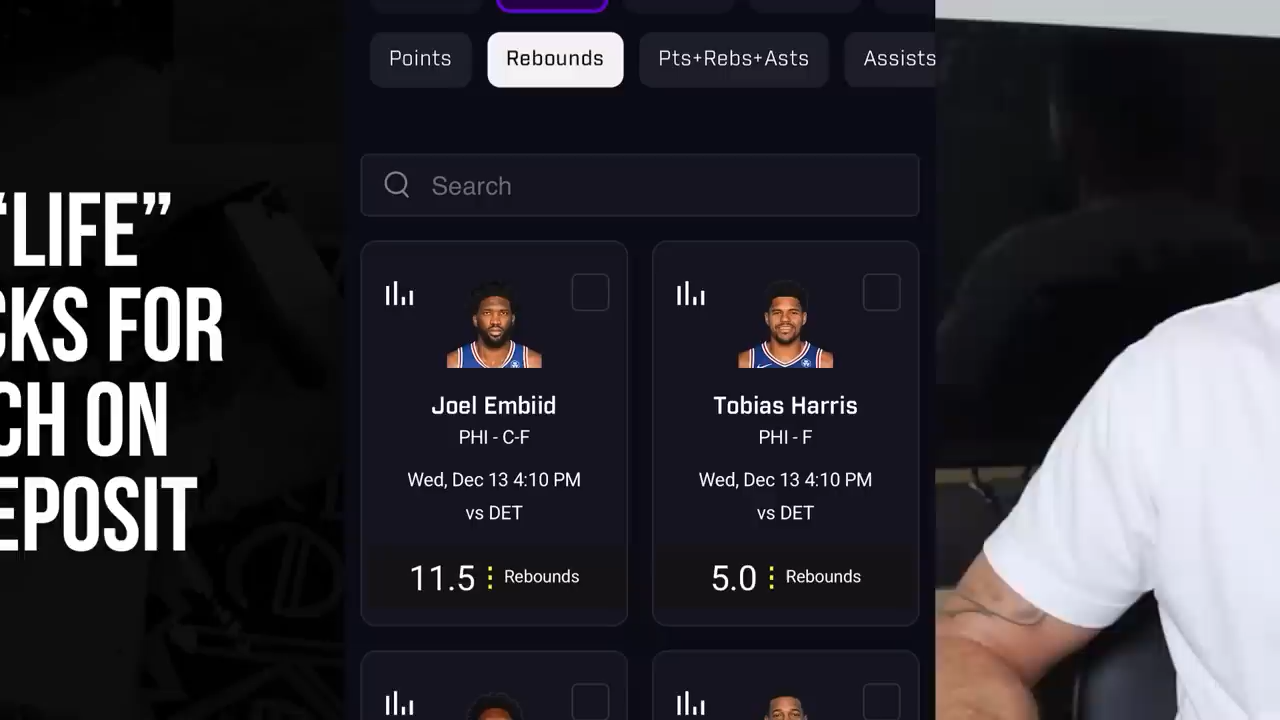 Points
Rebounds
Pts+Rebs+Asts
Assists
Search
“LIFE”
CKS FOR
CH ON
EPOSIT
Joel Embiid
PHI - C-F
Wed, Dec 13 4:10 PM
vs DET
11.5 Rebounds
Tobias Harris
PHI - F
Wed, Dec 13 4:10 PM
vs DET
5.0 Rebounds